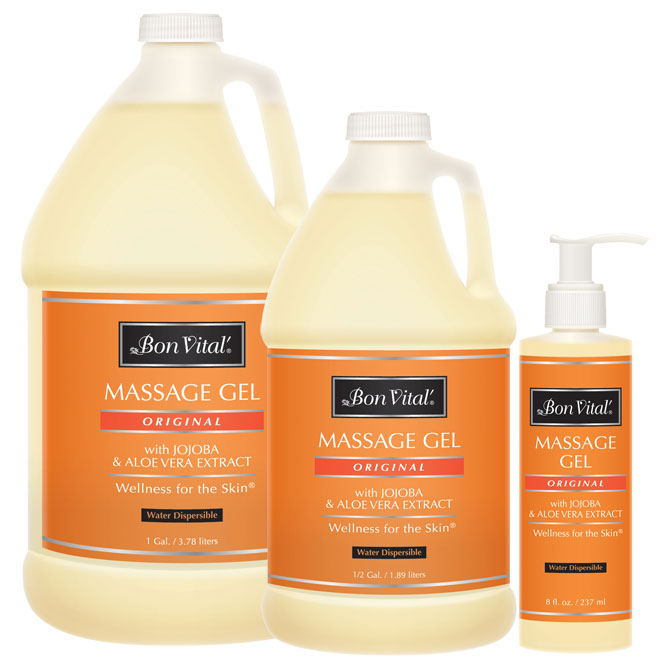 Bon Vital'®
MASSAGE GEL
ORIGINAL
with JOJOBA
& ALOE VERA EXTRACT
Wellness for the Skin®
Water Dispersible
1 Gal. / 3.78 liters
Bon Vital'®
MASSAGE GEL
ORIGINAL
with JOJOBA
& ALOE VERA EXTRACT
Wellness for the Skin®
Water Dispersible
1/2 Gal. / 1.89 liters
Bon Vital'®
MASSAGE
GEL
ORIGINAL
with JOJOBA
& ALOE VERA EXTRACT
Wellness for the Skin®
Water Dispersible
8 fl. oz. / 237 ml